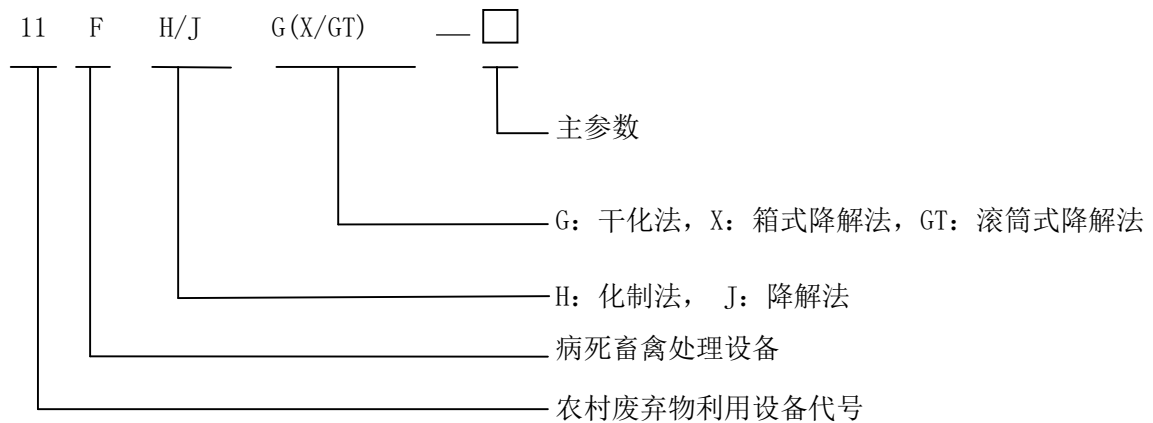 11 F H/J G(X/GT) — □
主参数
G：干化法，X：箱式降解法，GT：滚筒式降解法
H：化制法， J：降解法
病死畜禽处理设备
农村废弃物利用设备代号